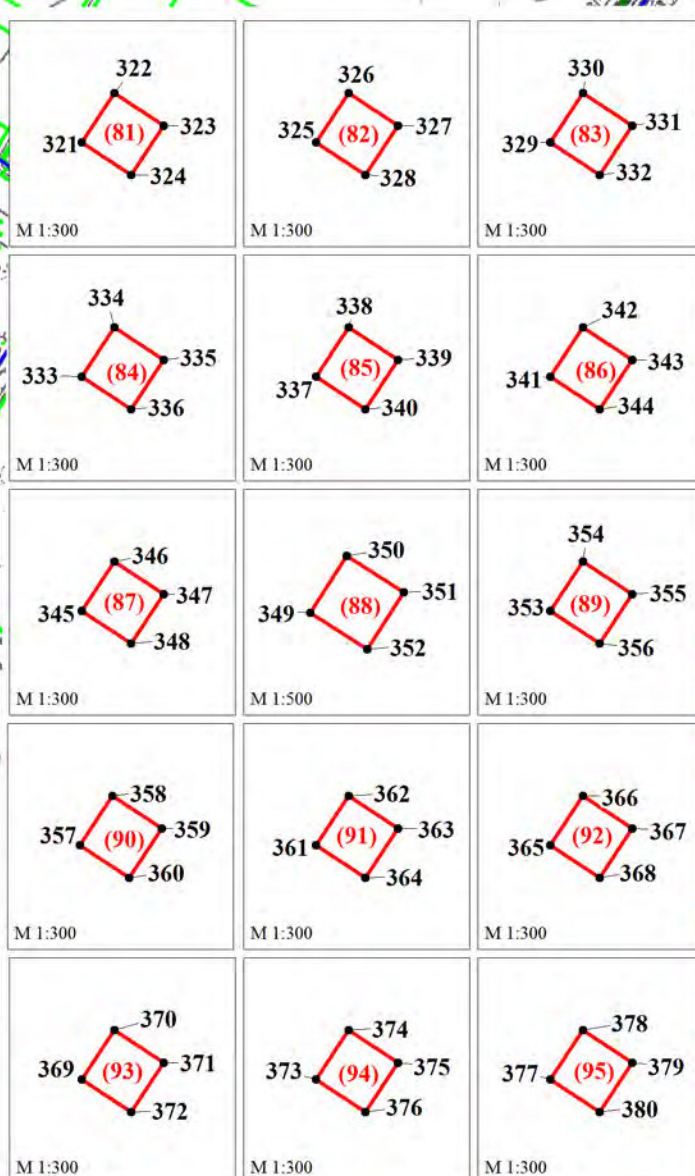 322
321 (81) 323
324
M 1:300
326
325 (82) 327
328
M 1:300
330
329 (83) 331
332
M 1:300
334
333 (84) 335
336
M 1:300
338
337 (85) 339
340
M 1:300
342
341 (86) 343
344
M 1:300
346
345 (87) 347
348
M 1:300
350
349 (88) 351
352
M 1:500
354
353 (89) 355
356
M 1:300
358
357 (90) 359
360
M 1:300
362
361 (91) 363
364
M 1:300
366
365 (92) 367
368
M 1:300
370
369 (93) 371
372
M 1:300
374
373 (94) 375
376
M 1:300
378
377 (95) 379
380
M 1:300